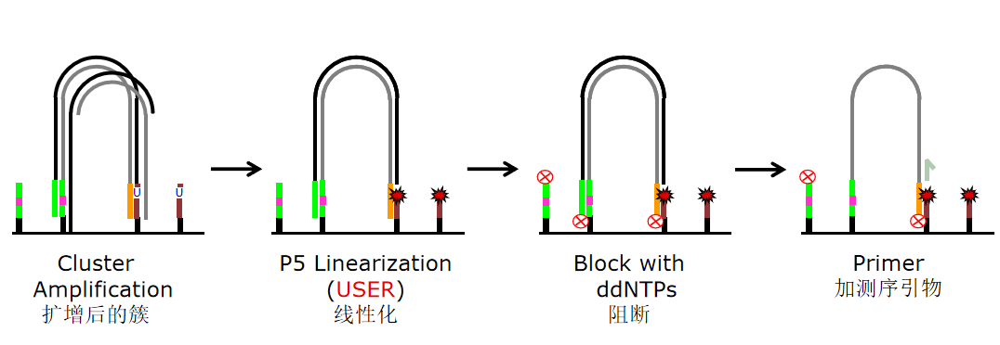 U
U
Cluster
Amplification
扩增后的簇
P5 Linearization
(USER)
线性化
Block with
ddNTPs
阻断
Primer
加测序引物